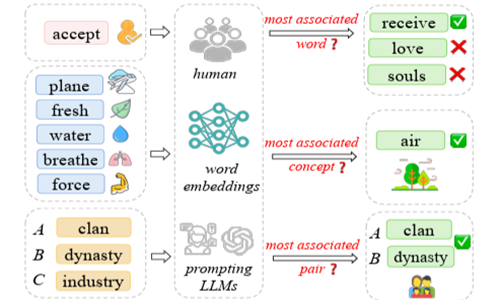 accept
human
most associated
word ?
receive
love
souls
plane
fresh
water
breathe
force
word
embeddings
most associated
concept ?
air
A clan
B dynasty
C industry
prompting
LLMs
most associated
pair ?
A clan
B dynasty